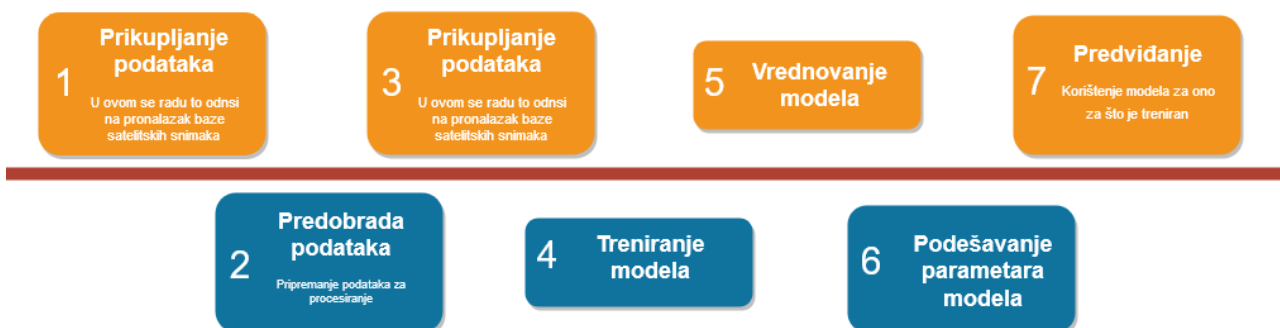 1
Prikupljanje
podataka
U ovom se radu to odnsi
na pronalazak baze
satelitskih snimaka
2
Predobrada
podataka
Pripremanje podataka za
procesiranje
3
Prikupljanje
podataka
U ovom se radu to odnsi
na pronalazak baze
satelitskih snimaka
4
Treniranje
modela
5
Vrednovanje
modela
6
Podešavanje
parametara
modela
7
Predviđanje
Korištenje modela za ono
za što je treniran